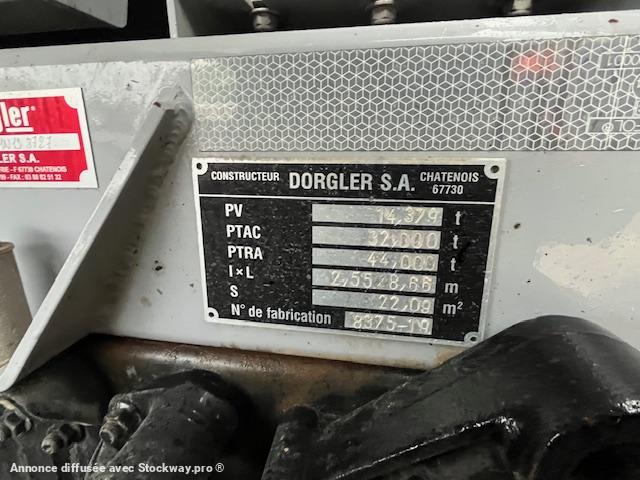 ler®
LER S.A.
CONSTRUCTEUR DORGLER S.A. CHATENOIS 67730
PV 14,379 t
PTAC 32,000 t
PTRA 44,000 t
l×L 2,55 8,66 m
S 22,09 m²
N° de fabrication 8375-19
Annonce diffusée avec Stockway.pro®